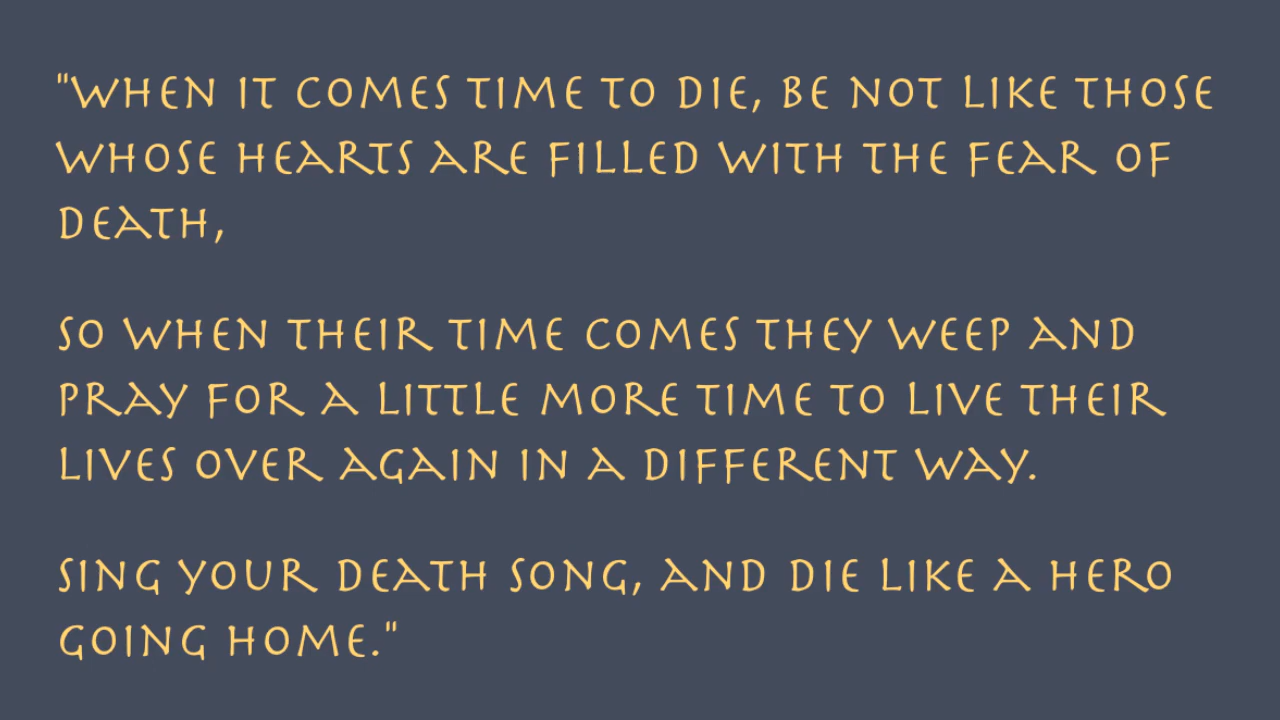 "WHEN IT COMES TIME TO DIE, BE NOT LIKE THOSE
WHOSE HEARTS ARE FILLED WITH THE FEAR OF
DEATH,
SO WHEN THEIR TIME COMES THEY WEEP AND
PRAY FOR A LITTLE MORE TIME TO LIVE THEIR
LIVES OVER AGAIN IN A DIFFERENT WAY.
SING YOUR DEATH SONG, AND DIE LIKE A HERO
GOING HOME."